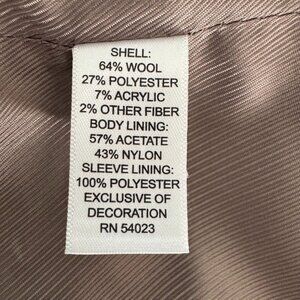 SHELL:
64% WOOL
27% POLYESTER
7% ACRYLIC
2% OTHER FIBER
BODY LINING:
57% ACETATE
43% NYLON
SLEEVE LINING:
100% POLYESTER
EXCLUSIVE OF
DECORATION
RN 54023